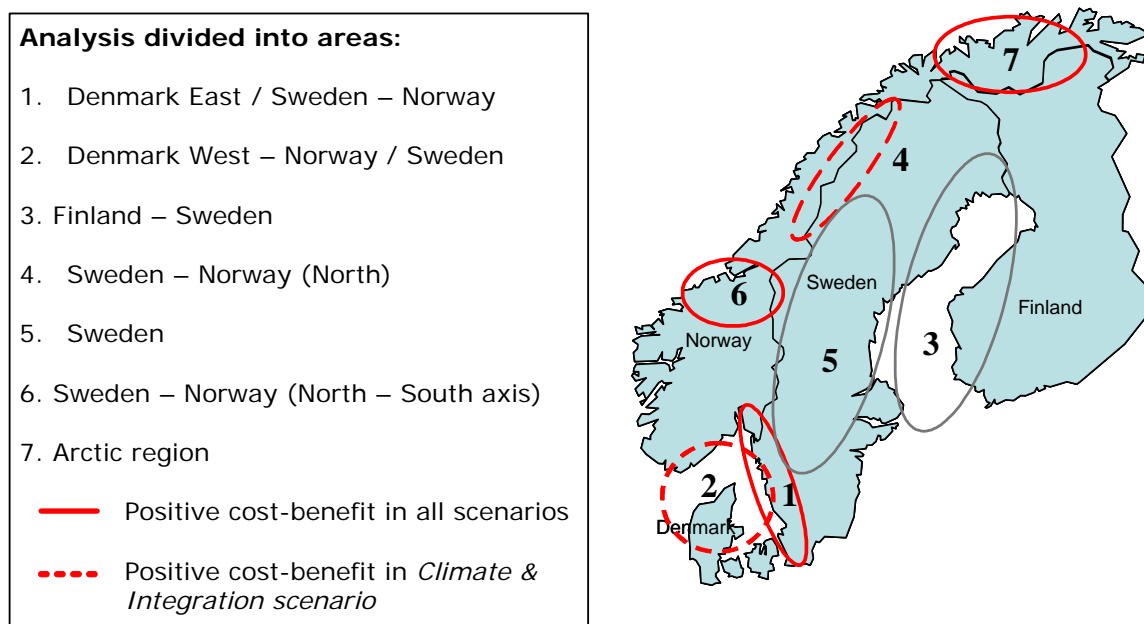 Analysis divided into areas:
1. Denmark East / Sweden – Norway
2. Denmark West – Norway / Sweden
3. Finland – Sweden
4. Sweden – Norway (North)
5. Sweden
6. Sweden – Norway (North – South axis)
7. Arctic region
Positive cost-benefit in all scenarios
Positive cost-benefit in Climate &
Integration scenario
7
4
Sweden
6
Finland
Norway
3
5
2
1
Denmark